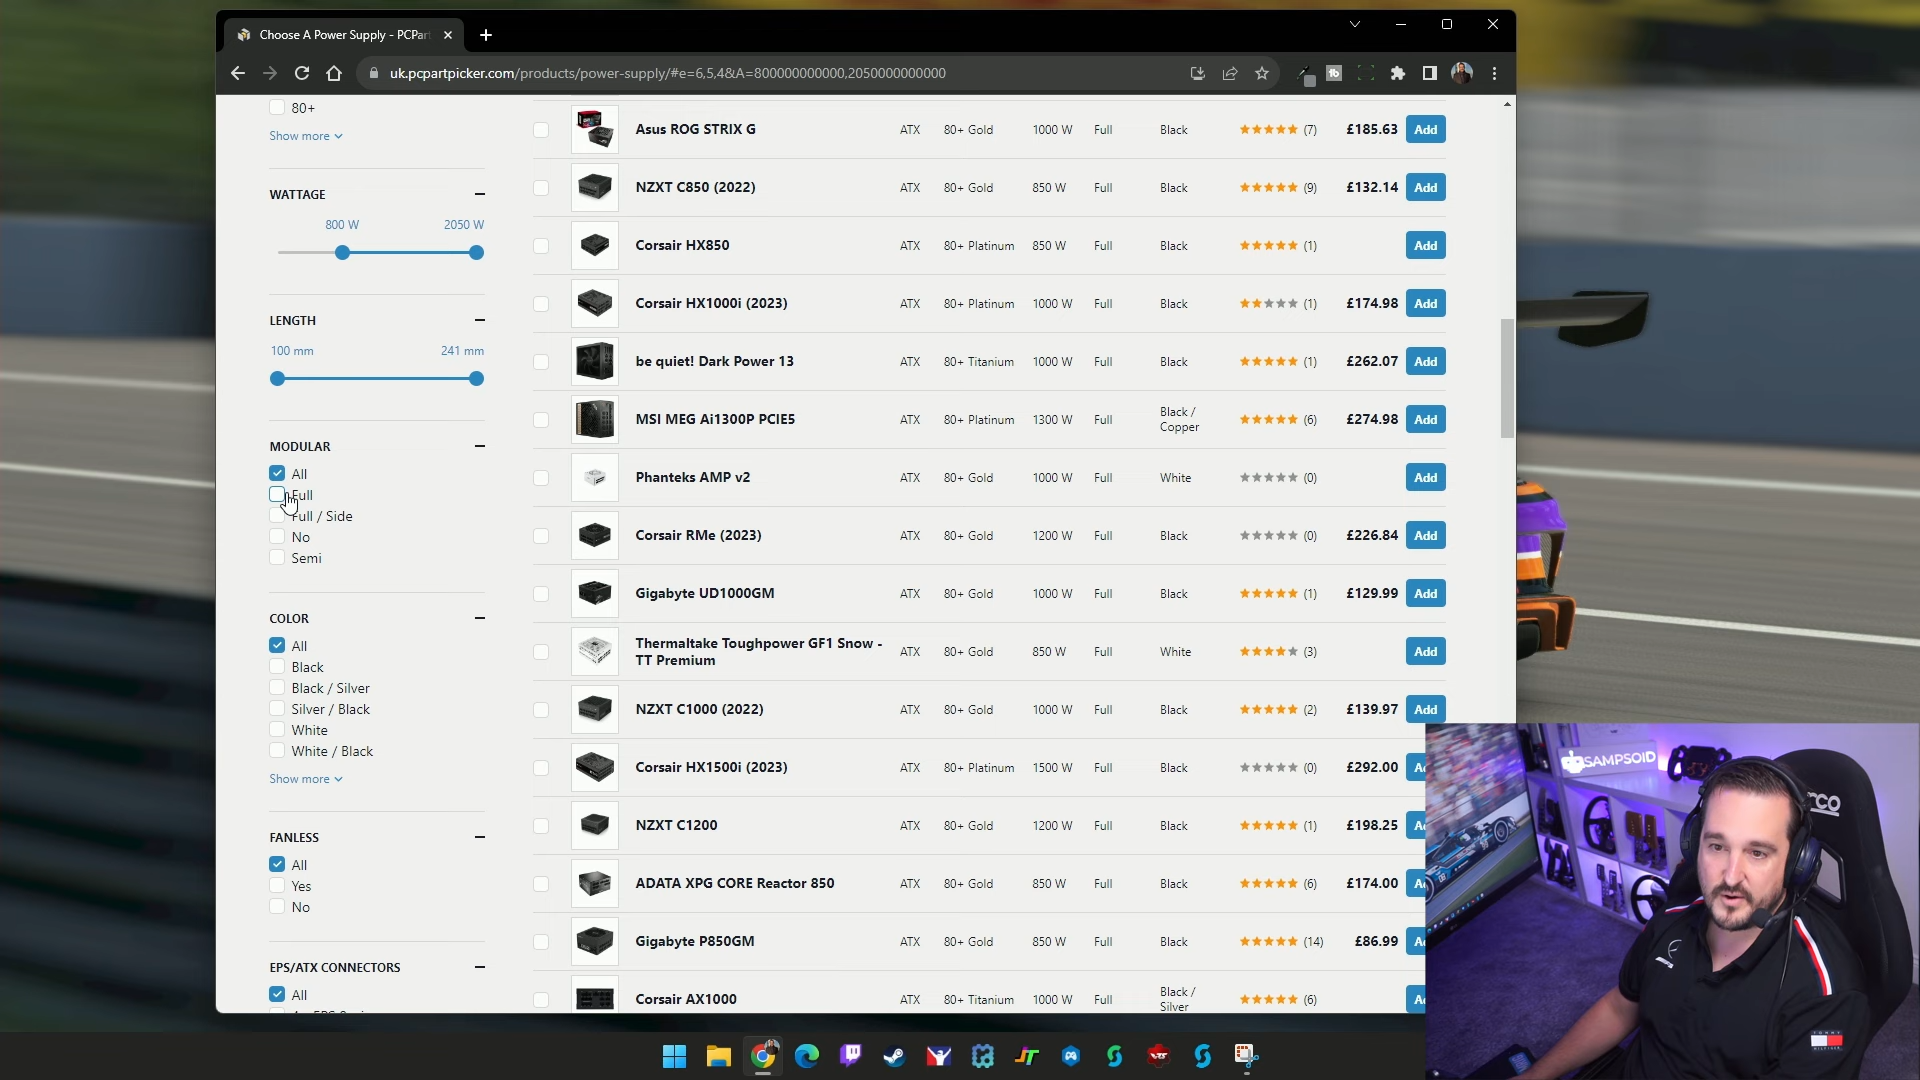 Choose A Power Supply - PCPar
uk.pcpartpicker.com/products/power-supply/#e=6,5,4&A=800000000000,2050000000000
80+
Show more
WATTAGE
800 W 2050 W
LENGTH
100 mm 241 mm
MODULAR
All
Full
Full / Side
No
Semi
COLOR
All
Black
Black / Silver
Silver / Black
White
White / Black
Show more
FANLESS
All
Yes
No
EPS/ATX CONNECTORS
All
Asus ROG STRIX G ATX 80+ Gold 1000 W Full Black (7) £185.63 Add
NZXT C850 (2022) ATX 80+ Gold 850 W Full Black (9) £132.14 Add
Corsair HX850 ATX 80+ Platinum 850 W Full Black (1) Add
Corsair HX1000i (2023) ATX 80+ Platinum 1000 W Full Black (1) £174.98 Add
be quiet! Dark Power 13 ATX 80+ Titanium 1000 W Full Black (1) £262.07 Add
MSI MEG Ai1300P PCIE5 ATX 80+ Platinum 1300 W Full Black / Copper (6) £274.98 Add
Phanteks AMP v2 ATX 80+ Gold 1000 W Full White (0) Add
Corsair RMe (2023) ATX 80+ Gold 1200 W Full Black (0) £226.84 Add
Gigabyte UD1000GM ATX 80+ Gold 1000 W Full Black (1) £129.99 Add
Thermaltake Toughpower GF1 Snow -
TT Premium ATX 80+ Gold 850 W Full White (3) Add
NZXT C1000 (2022) ATX 80+ Gold 1000 W Full Black (2) £139.97 Add
Corsair HX1500i (2023) ATX 80+ Platinum 1500 W Full Black (0) £292.00 A
NZXT C1200 ATX 80+ Gold 1200 W Full Black (1) £198.25 A
ADATA XPG CORE Reactor 850 ATX 80+ Gold 850 W Full Black (6) £174.00 A
Gigabyte P850GM ATX 80+ Gold 850 W Full Black (14) £86.99 A
Corsair AX1000 ATX 80+ Titanium 1000 W Full Black / Silver (6) A
SAMPSOID
CO
TOMMY
HILFIGER